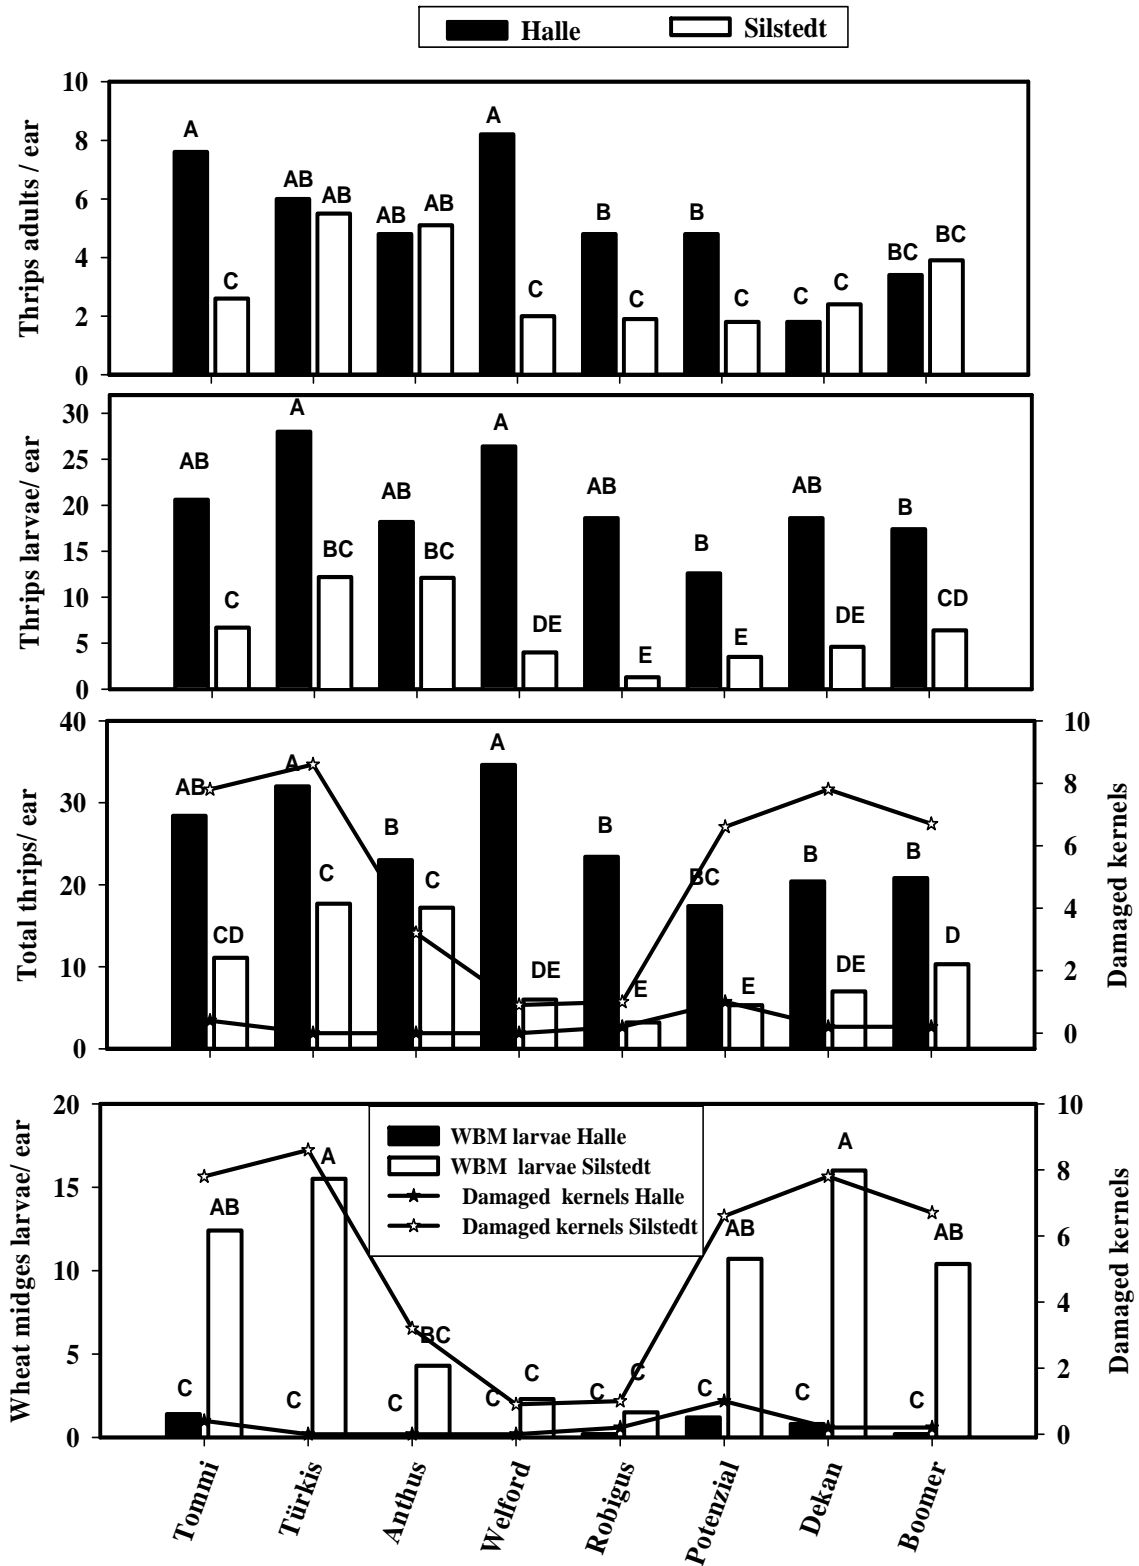 Halle Silstedt
10
8
6
4
2
0
Thrips adults / ear
A C AB AB AB AB A C B C B C C C BC BC
30
25
20
15
10
5
0
Thrips larvae/ ear
AB C A BC AB BC A DE AB E B E AB DE B CD
40
30
20
10
0
Total thrips/ ear
AB CD A C B C A DE B E BC E B DE B D
10
8
6
4
2
0
Damaged kernels
20
15
10
5
0
Wheat midges larvae/ ear
WBM larvae Halle
WBM larvae Silstedt
Damaged kernels Halle
Damaged kernels Silstedt
C AB C A C BC C C C C C AB C A C AB
10
8
6
4
2
0
Damaged kernels
Tommi
Türkis
Anthus
Welford
Robigus
Potenzial
Dekan
Boomer